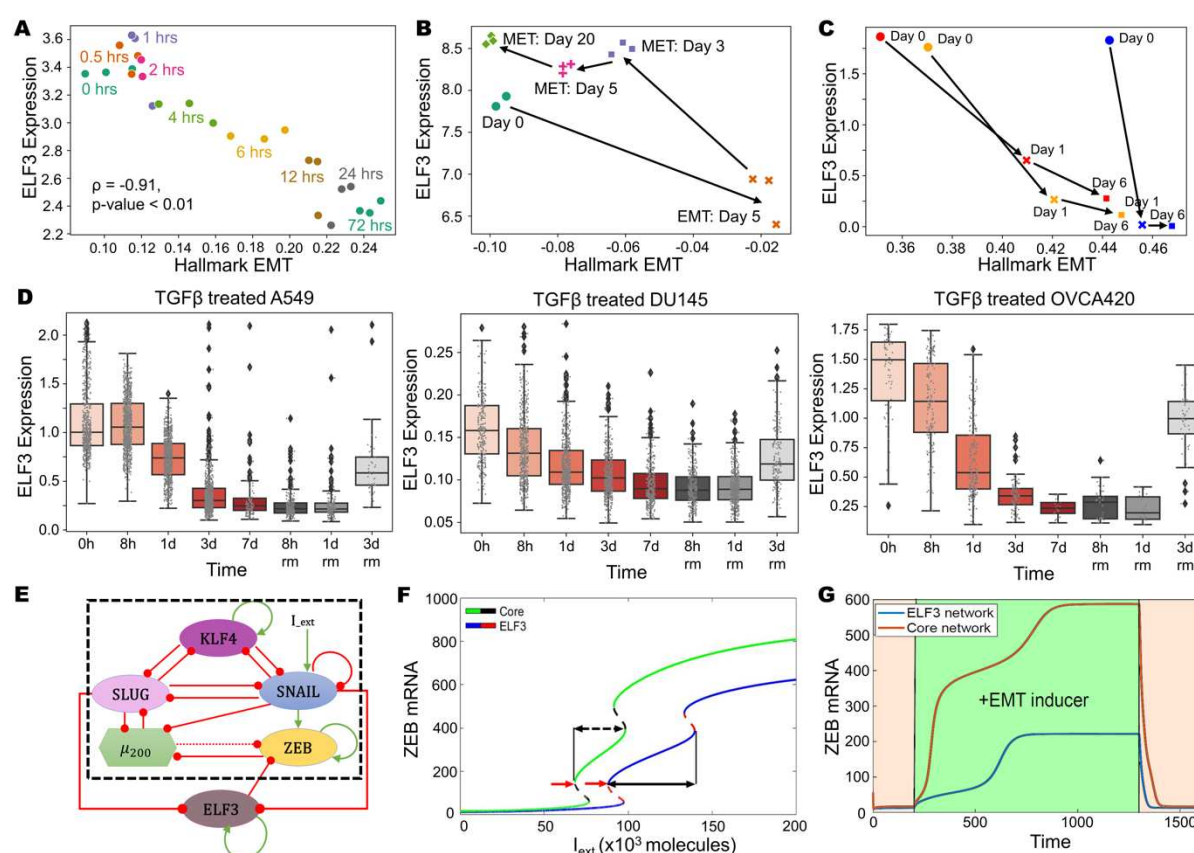 A
ELF3 Expression
3.6
3.4
3.2
3.0
2.8
2.6
2.4
2.2
1 hrs
0.5 hrs
2 hrs
0 hrs
4 hrs
6 hrs
12 hrs
24 hrs
72 hrs
ρ = -0.91,
p-value < 0.01
0.10 0.12 0.14 0.16 0.18 0.20 0.22 0.24
Hallmark EMT
B
ELF3 Expression
8.5
8.0
7.5
7.0
6.5
MET: Day 20
MET: Day 3
MET: Day 5
Day 0
EMT: Day 5
-0.10 -0.08 -0.06 -0.04 -0.02
Hallmark EMT
C
ELF3 Expression
1.5
1.0
0.5
0.0
Day 0
Day 0
Day 0
Day 1
Day 6
Day 1
Day 1
Day 6
Day 6
0.36 0.38 0.40 0.42 0.44 0.46
Hallmark EMT
D
TGFβ treated A549
ELF3 Expression
2.0
1.5
1.0
0.5
0.0
0h 8h 1d 3d 7d 8h 1d 3d
rm rm rm
Time
TGFβ treated DU145
ELF3 Expression
0.25
0.20
0.15
0.10
0.05
0h 8h 1d 3d 7d 8h 1d 3d
rm rm rm
Time
TGFβ treated OVCA420
ELF3 Expression
1.75
1.50
1.25
1.00
0.75
0.50
0.25
0h 8h 1d 3d 7d 8h 1d 3d
rm rm rm
Time
E
I_ext
KLF4
SLUG
SNAIL
μ200
ZEB
ELF3
F
ZEB mRNA
1000
800
600
400
200
0
Core
ELF3
0 50 100 150 200
I_ext (x10³ molecules)
G
ZEB mRNA
600
500
400
300
200
100
0
ELF3 network
Core network
+EMT inducer
0 500 1000 1500
Time